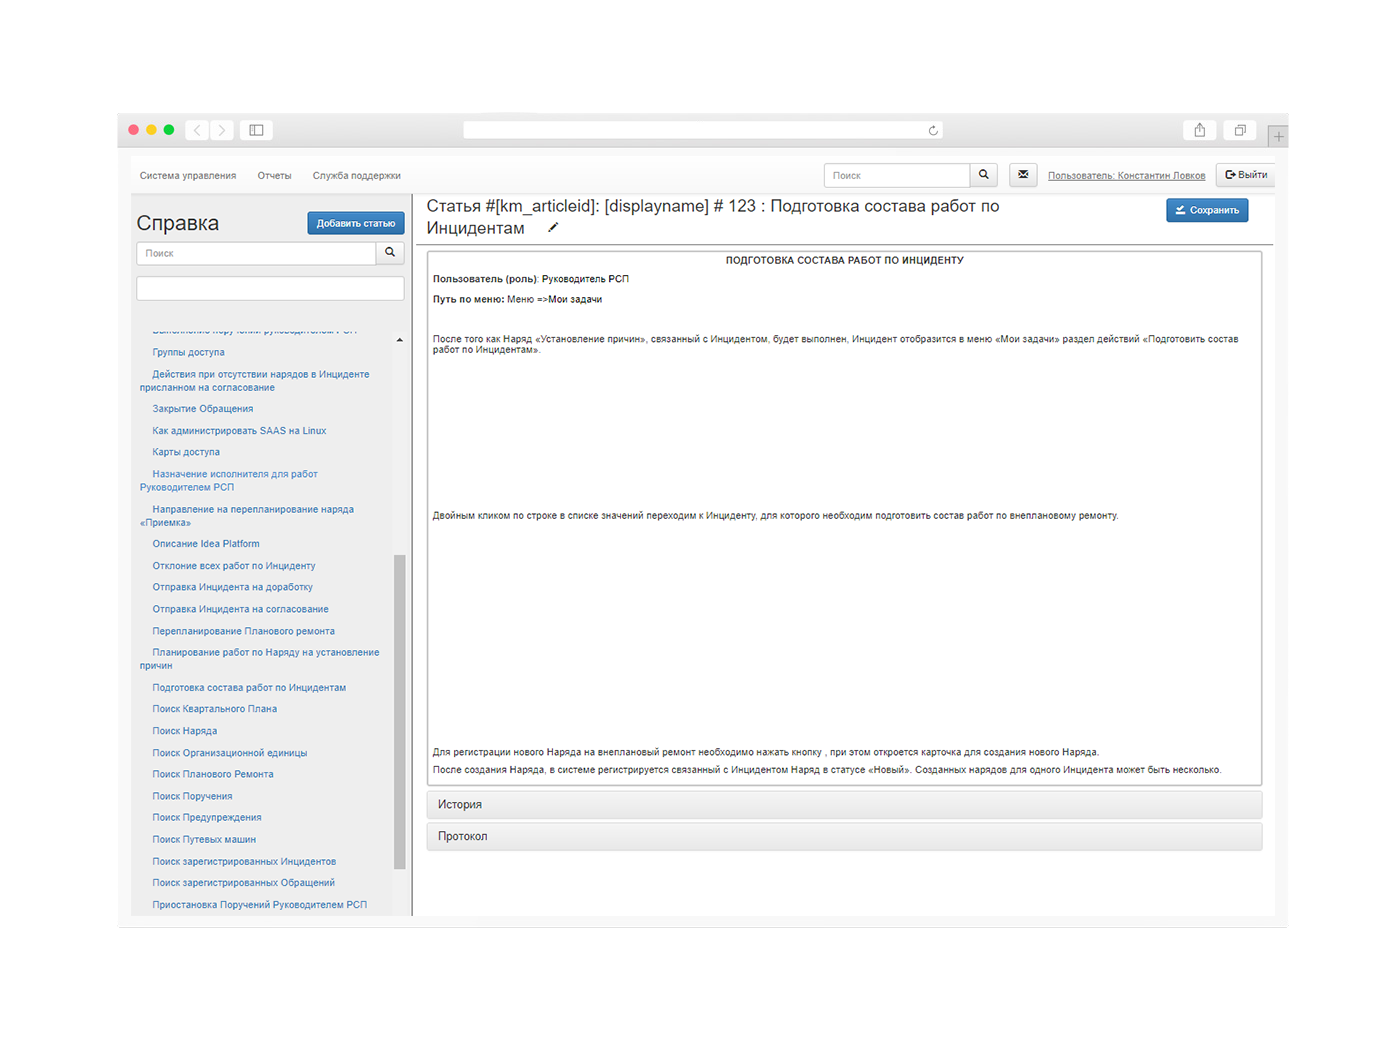 Система управления Отчеты Служба поддержки Поиск Пользователь: Константин Ловков Выйти
Справка Добавить статью
Поиск
Группы доступа
Действия при отсутствии нарядов в Инциденте
присланном на согласование
Закрытие Обращения
Как администрировать SAAS на Linux
Карты доступа
Назначение исполнителя для работ
Руководителем РСП
Направление на перепланирование наряда
«Приемка»
Описание Idea Platform
Отклоние всех работ по Инциденту
Отправка Инцидента на доработку
Отправка Инцидента на согласование
Перепланирование Планового ремонта
Планирование работ по Наряду на установление
причин
Подготовка состава работ по Инцидентам
Поиск Квартального Плана
Поиск Наряда
Поиск Организационной единицы
Поиск Планового Ремонта
Поиск Поручения
Поиск Предупреждения
Поиск Путевых машин
Поиск зарегистрированных Инцидентов
Поиск зарегистрированных Обращений
Приостановка Поручений Руководителем РСП
Статья #[km_articleid]: [displayname] # 123 : Подготовка состава работ по
Инцидентам
Сохранить
ПОДГОТОВКА СОСТАВА РАБОТ ПО ИНЦИДЕНТУ
Пользователь (роль): Руководитель РСП
Путь по меню: Меню =>Мои задачи
После того как Наряд «Установление причин», связанный с Инцидентом, будет выполнен, Инцидент отобразится в меню «Мои задачи» раздел действий «Подготовить состав
работ по Инцидентам».
Двойным кликом по строке в списке значений переходим к Инциденту, для которого необходим подготовить состав работ по внеплановому ремонту.
Для регистрации нового Наряда на внеплановый ремонт необходимо нажать кнопку , при этом откроется карточка для создания нового Наряда.
После создания Наряда, в системе регистрируется связанный с Инцидентом Наряд в статусе «Новый». Созданных нарядов для одного Инцидента может быть несколько.
История
Протокол